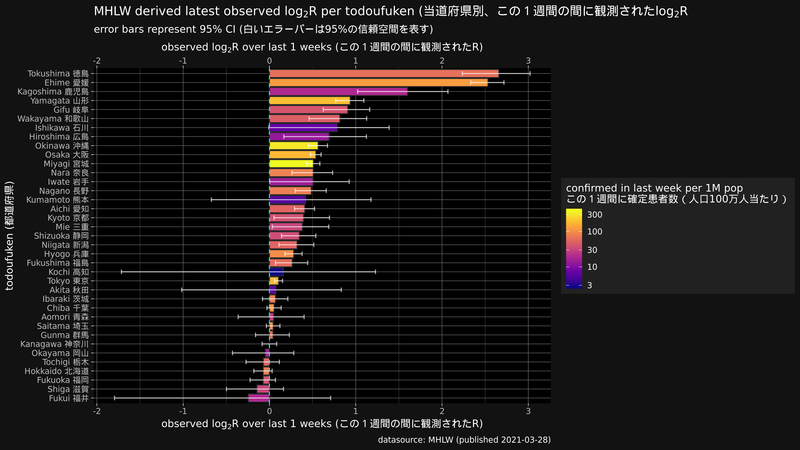 MHLW derived latest observed log₂R per todoufuken (当道府県別、この１週間の間に観測されたlog₂R
error bars represent 95% CI (白いエラーバーは95%の信頼空間を表す)
observed log₂R over last 1 weeks (この１週間の間に観測されたR)
-2 -1 0 1 2 3
todoufuken (都道府県)
Tokushima 徳島
Ehime 愛媛
Kagoshima 鹿児島
Yamagata 山形
Gifu 岐阜
Wakayama 和歌山
Ishikawa 石川
Hiroshima 広島
Okinawa 沖縄
Osaka 大阪
Miyagi 宮城
Nara 奈良
Iwate 岩手
Nagano 長野
Kumamoto 熊本
Aichi 愛知
Kyoto 京都
Mie 三重
Shizuoka 静岡
Niigata 新潟
Hyogo 兵庫
Fukushima 福島
Kochi 高知
Tokyo 東京
Akita 秋田
Ibaraki 茨城
Chiba 千葉
Aomori 青森
Saitama 埼玉
Gunma 群馬
Kanagawa 神奈川
Okayama 岡山
Tochigi 栃木
Hokkaido 北海道
Fukuoka 福岡
Shiga 滋賀
Fukui 福井
-2 -1 0 1 2 3
observed log₂R over last 1 weeks (この１週間の間に観測されたR)
confirmed in last week per 1M pop
この１週間に確定患者数（人口100万人当たり）
300
100
30
10
3
datasource: MHLW (published 2021-03-28)